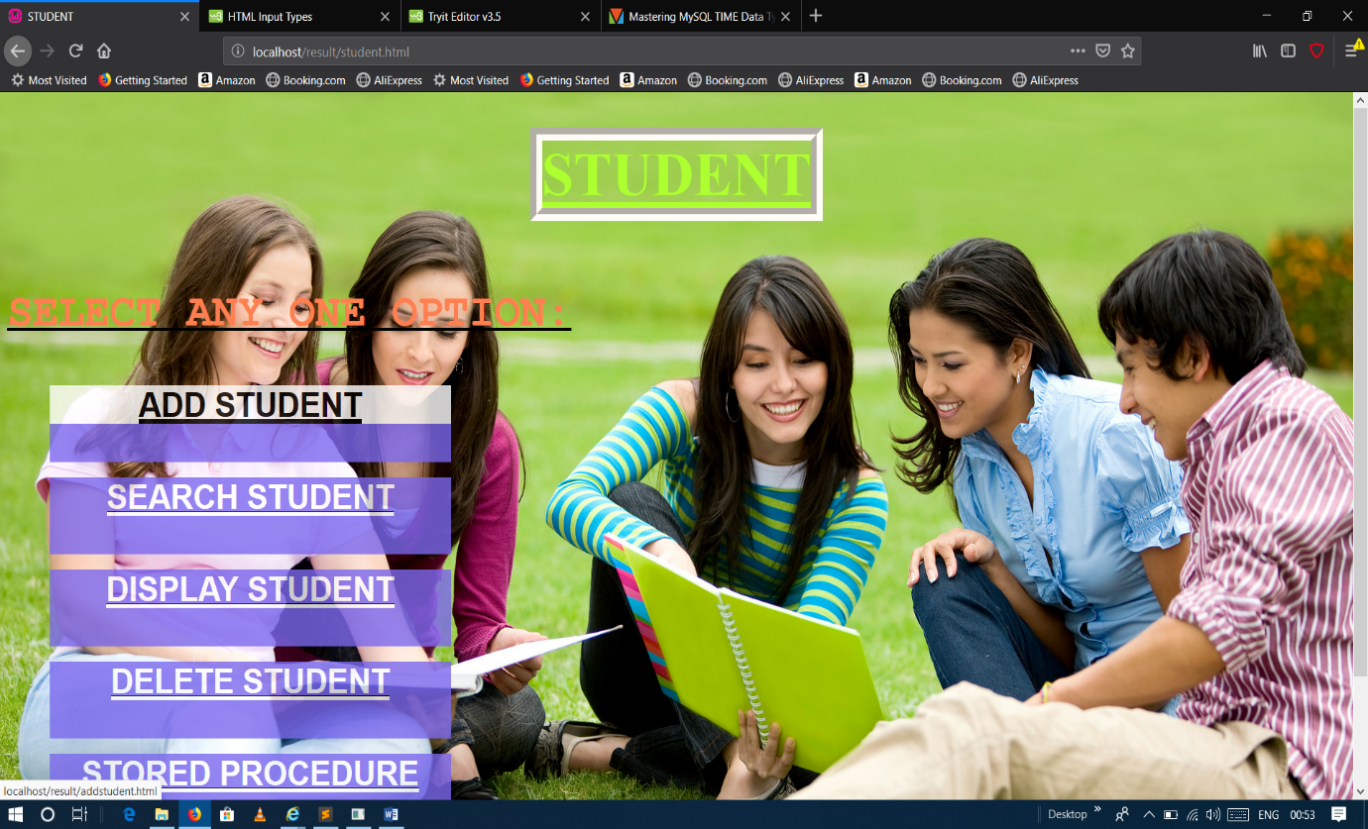 STUDENT
HTML Input Types
Tryit Editor v3.5
Mastering MySQL TIME Data Ty
localhost/result/student.html
Most Visited Getting Started Amazon Booking.com AliExpress Most Visited Getting Started Amazon Booking.com AliExpress Amazon Booking.com AliExpress
STUDENT
SELECT ANY ONE OPTION:
ADD STUDENT
SEARCH STUDENT
DISPLAY STUDENT
DELETE STUDENT
STORED PROCEDURE
localhost/result/addstudent.html
Desktop ENG 00:53